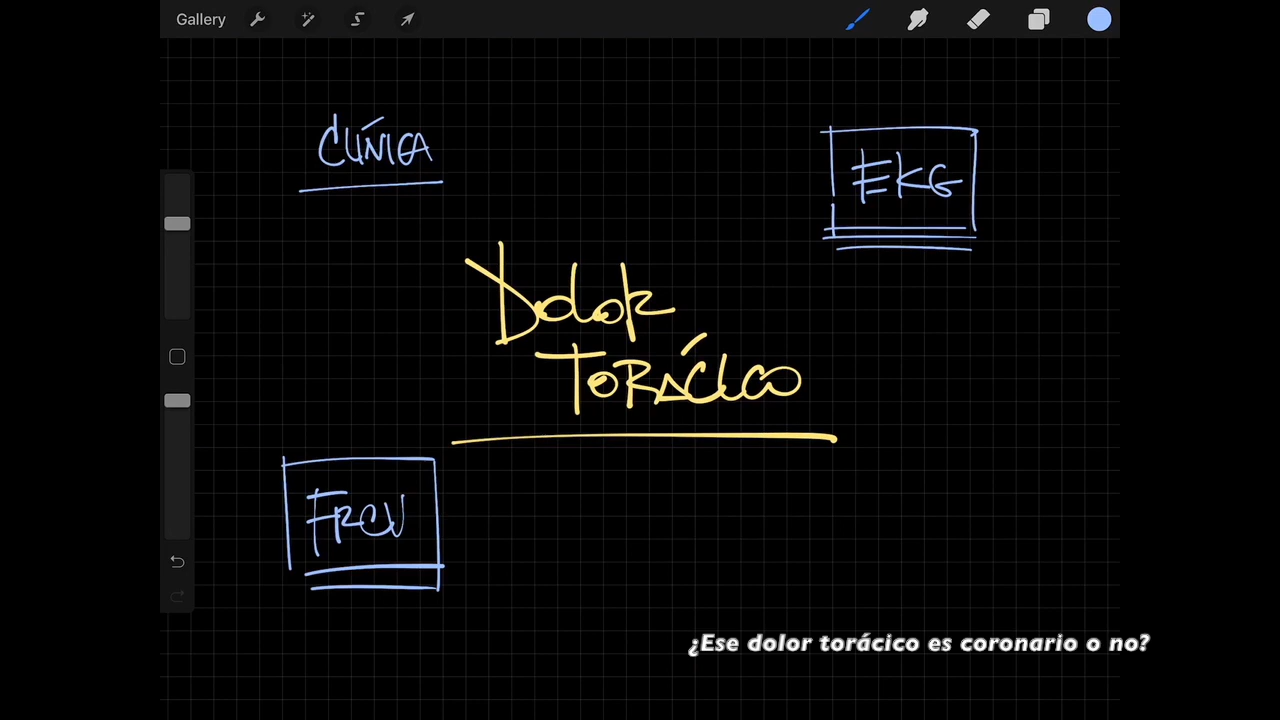 Gallery
CLÍNICA
EKG
Dolor
TORÁCICO
FRCV
¿Ese dolor torácico es coronario o no?